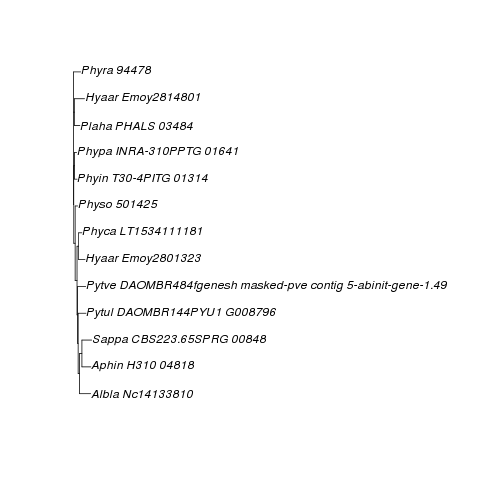 Phyra 94478
Hyaar Emoy2814801
Plaha PHALS 03484
Phypa INRA-310PPTG 01641
Phyin T30-4PITG 01314
Physo 501425
Phyca LT1534111181
Hyaar Emoy2801323
Pytve DAOMBR484fgenesh masked-pve contig 5-abinit-gene-1.49
Pytul DAOMBR144PYU1 G008796
Sappa CBS223.65SPRG 00848
Aphin H310 04818
Albla Nc14133810